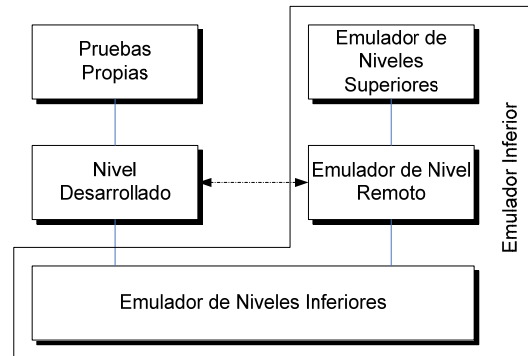 Pruebas
Propias
Emulador de
Niveles
Superiores
Nivel
Desarrollado
Emulador de Nivel
Remoto
Emulador Inferior
Emulador de Niveles Inferiores